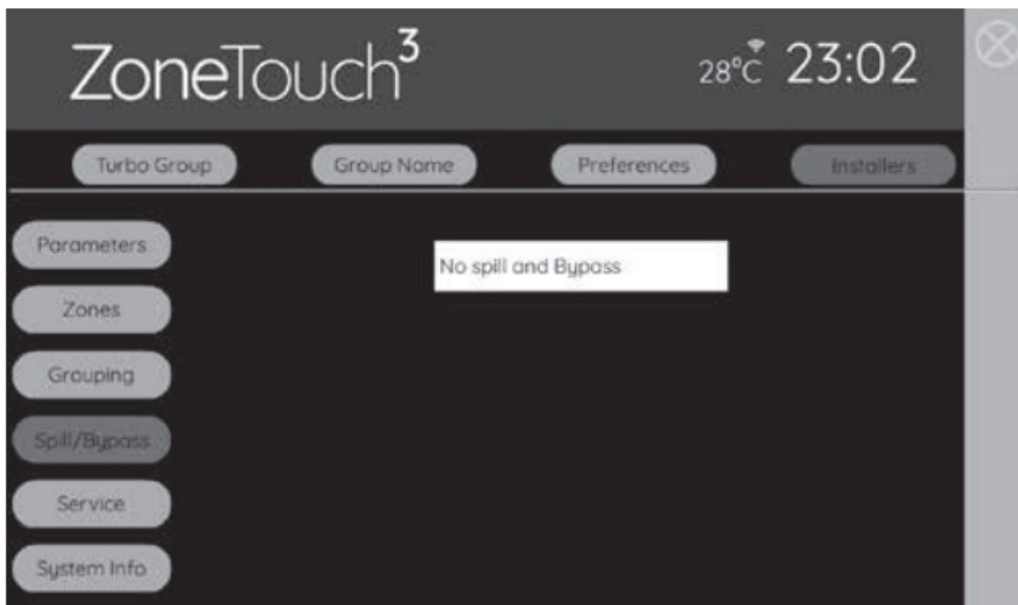 ZoneTouch³
28°C 23:02
Turbo Group Group Name Preferences Installers
Parameters
No spill and Bypass
Zones
Grouping
Spill/Bypass
Service
System Info